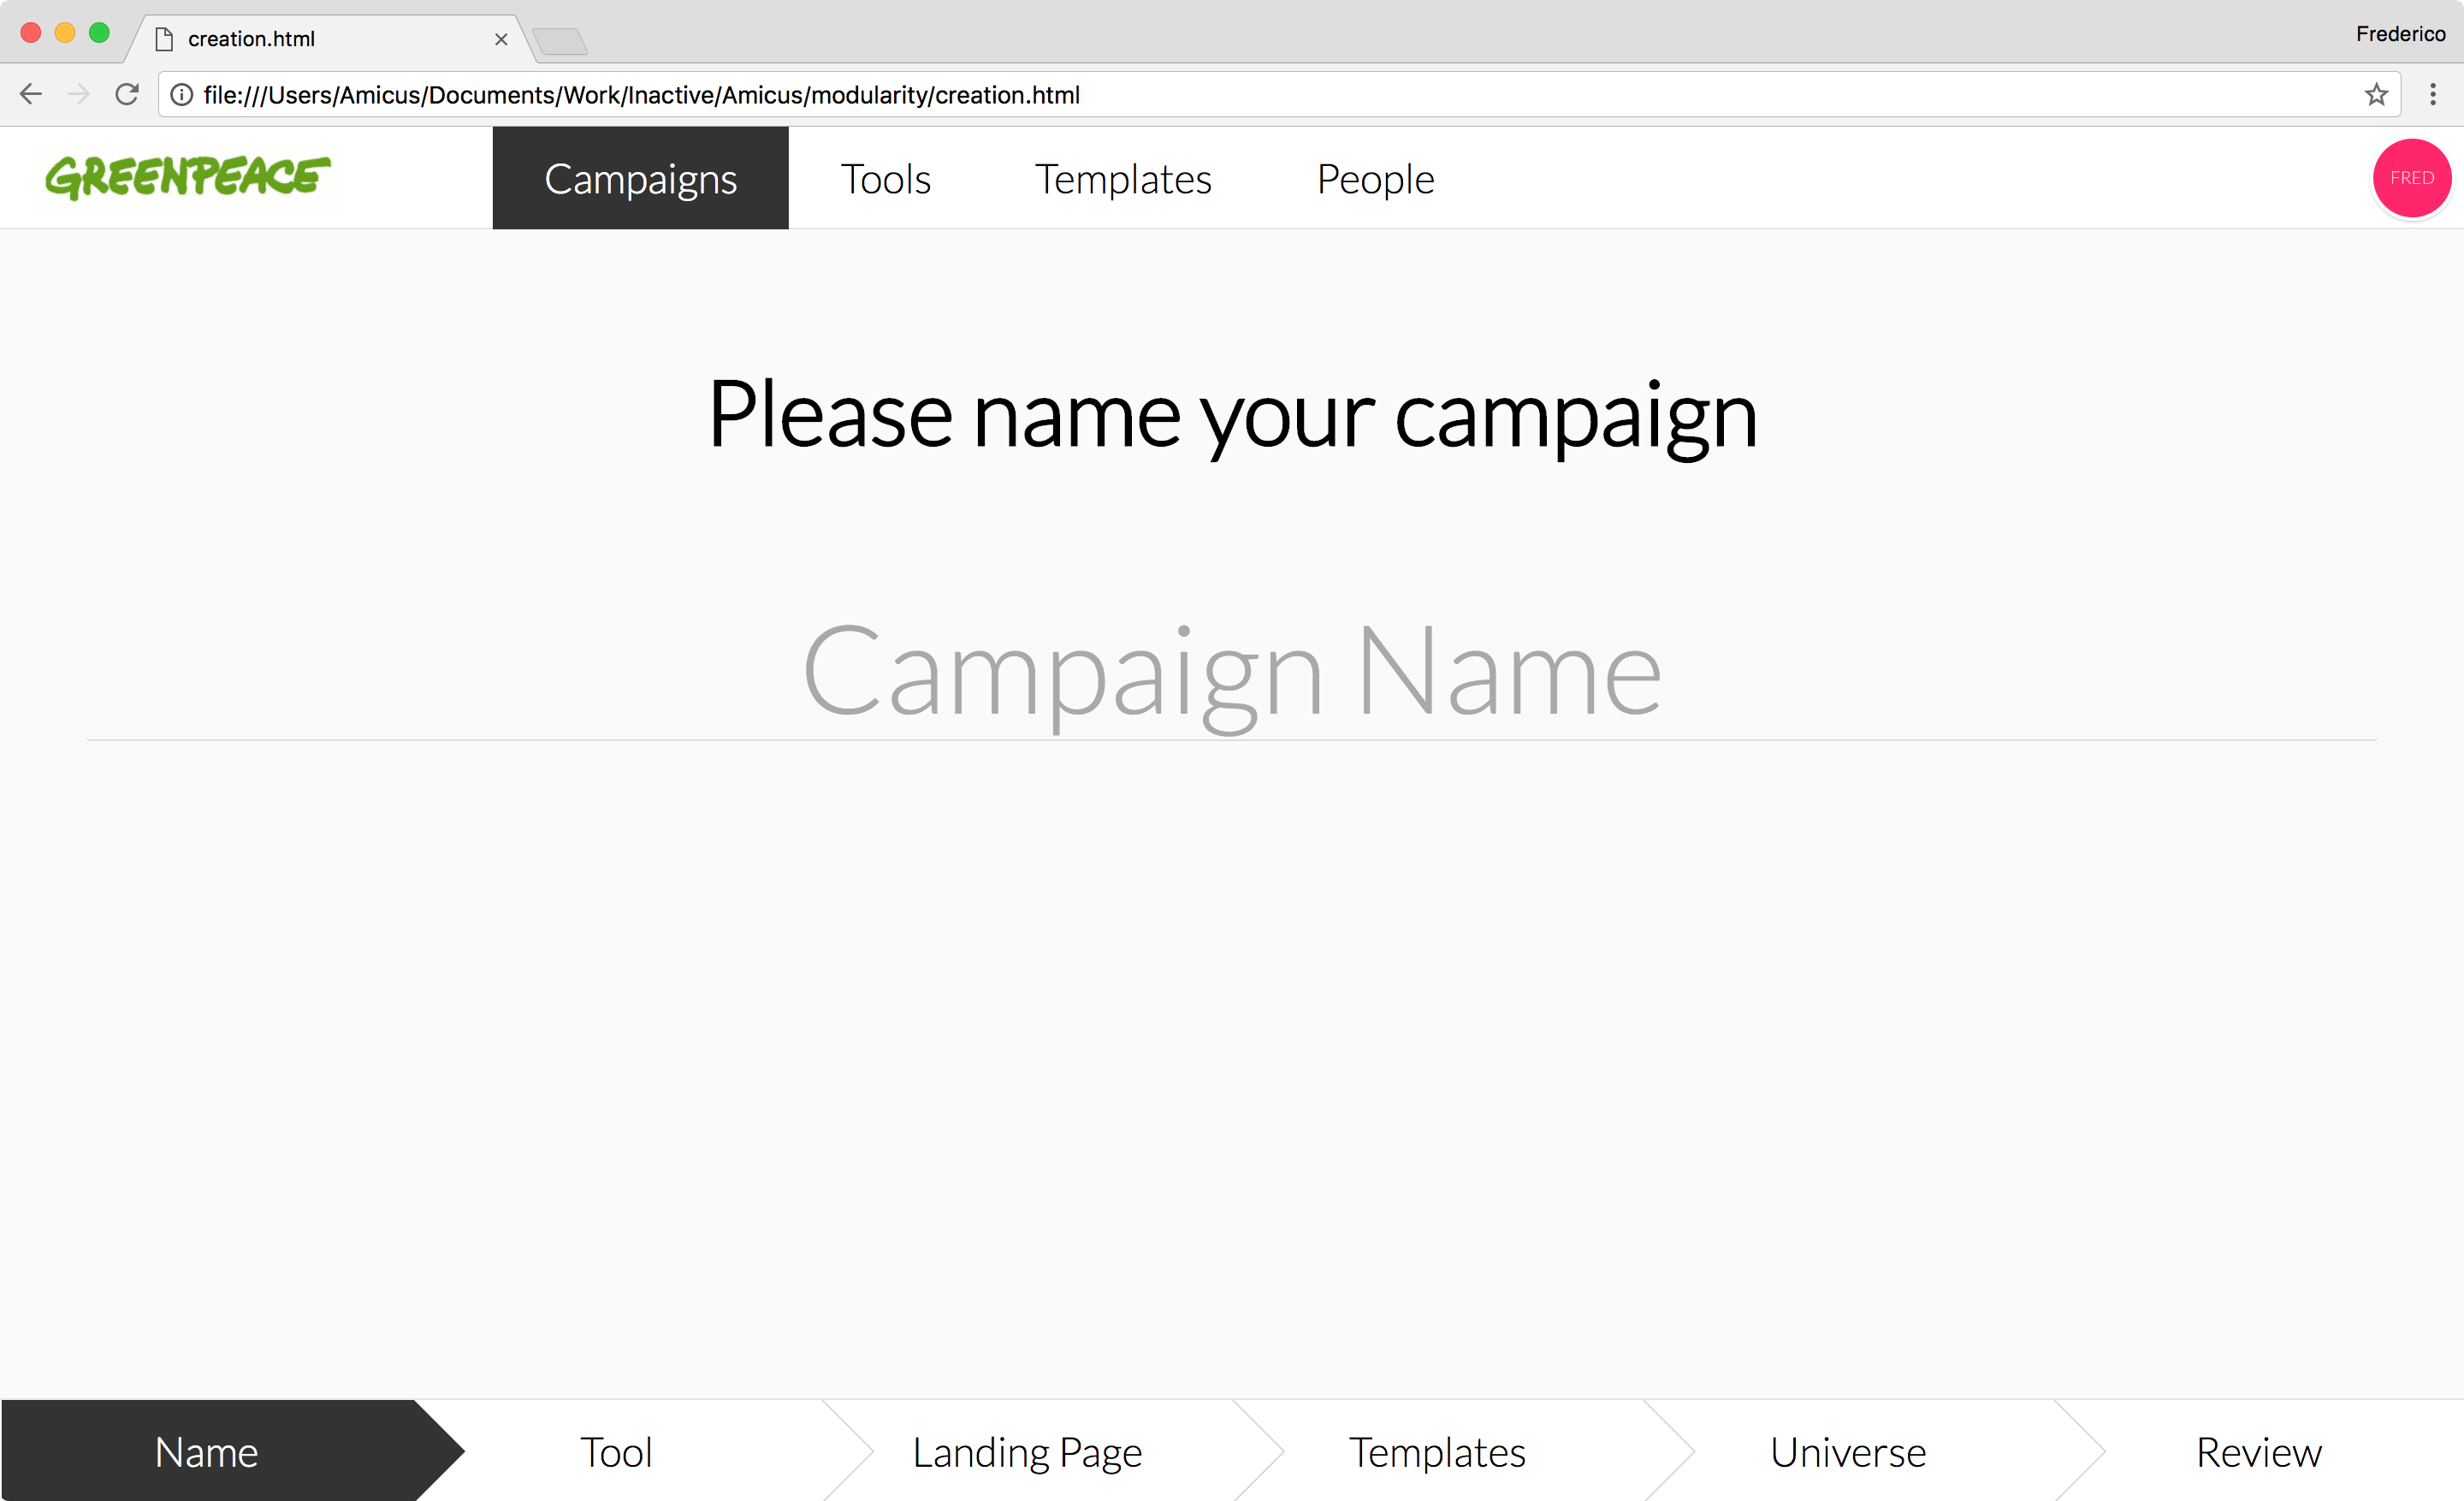 creation.html
Frederico
file:///Users/Amicus/Documents/Work/Inactive/Amicus/modularity/creation.html
GREENPEACE
Campaigns
Tools
Templates
People
FRED
Please name your campaign
Campaign Name
Name
Tool
Landing Page
Templates
Universe
Review